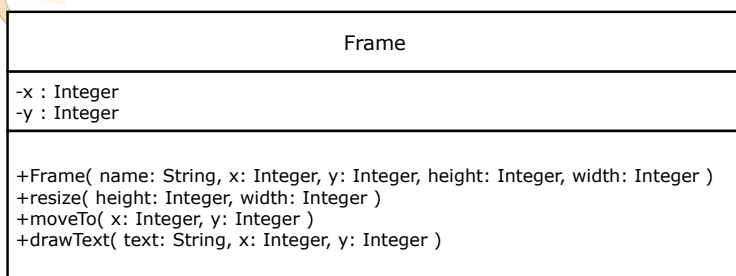 Frame
-x : Integer
-y : Integer
+Frame( name: String, x: Integer, y: Integer, height: Integer, width: Integer )
+resize( height: Integer, width: Integer )
+moveTo( x: Integer, y: Integer )
+drawText( text: String, x: Integer, y: Integer )